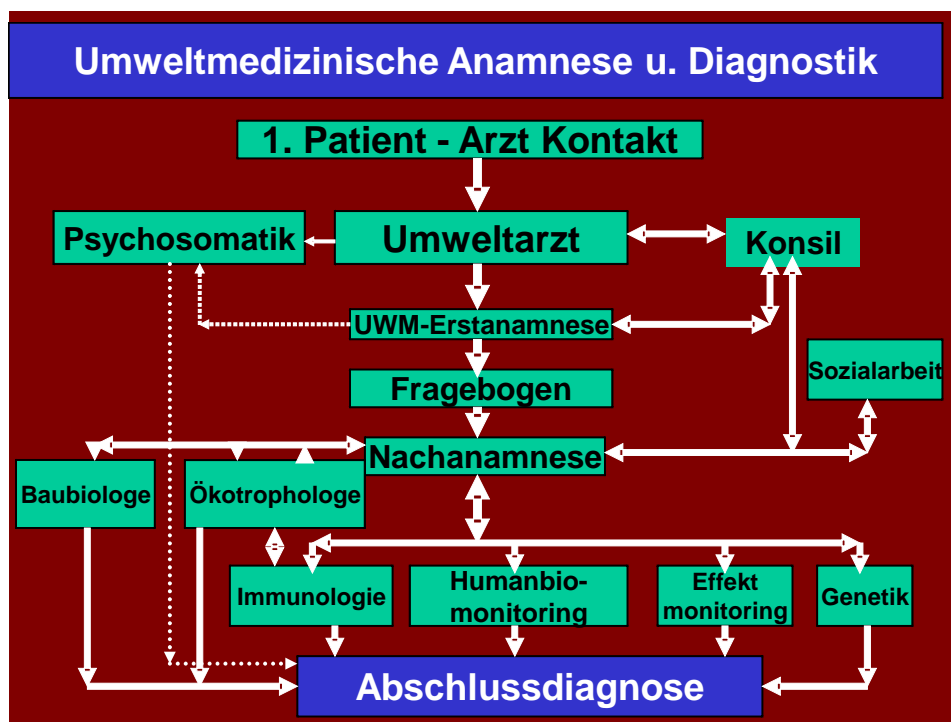 Umweltmedizinische Anamnese u. Diagnostik
1. Patient - Arzt Kontakt
Psychosomatik
Umweltarzt
Konsil
UWM-Erstanamnese
Sozialarbeit
Fragebogen
Nachanamnese
Baubiologe
Ökotrophologe
Immunologie
Humanbio-
monitoring
Effekt
monitoring
Genetik
Abschlussdiagnose